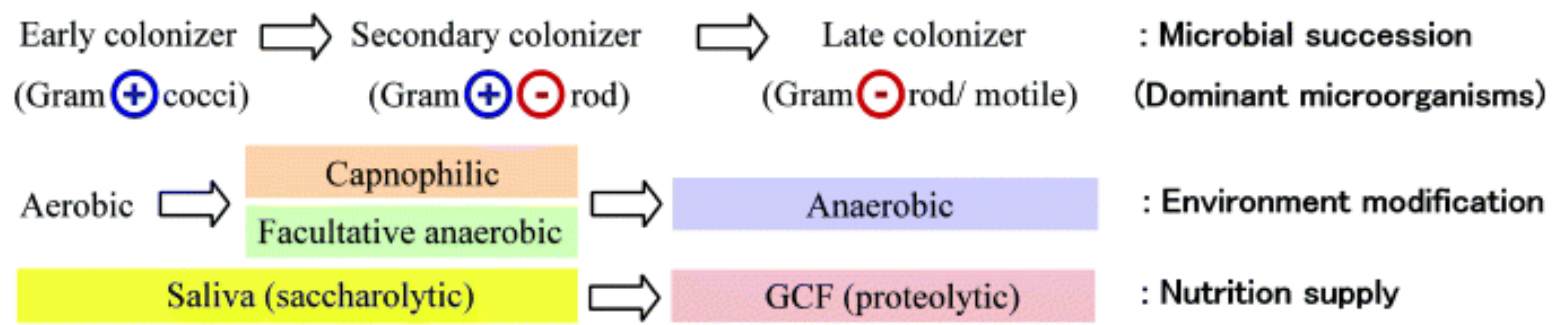 Early colonizer Secondary colonizer Late colonizer : Microbial succession
(Gram + cocci) (Gram + - rod) (Gram - rod/ motile) (Dominant microorganisms)
Capnophilic
Aerobic Anaerobic : Environment modification
Facultative anaerobic
Saliva (saccharolytic) GCF (proteolytic) : Nutrition supply